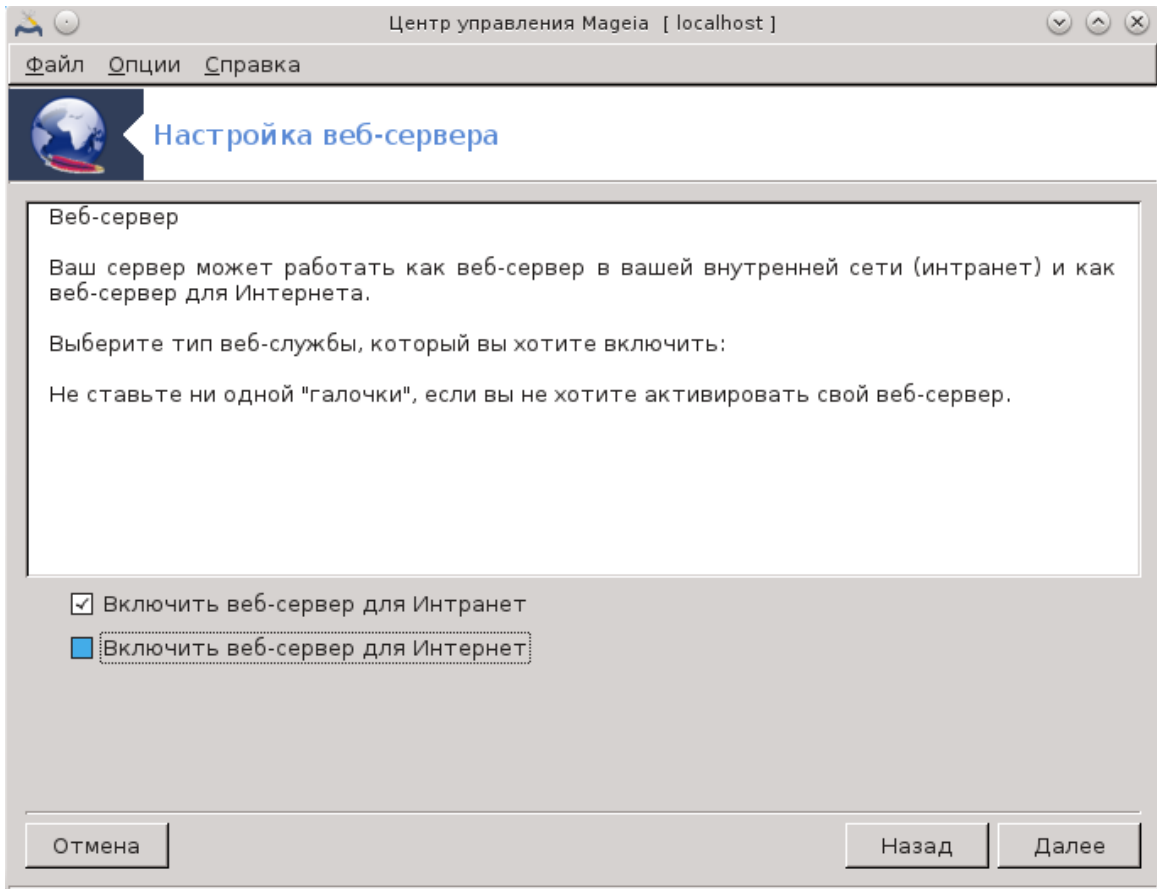 Центр управления Mageia [ localhost ]
Файл Опции Справка
Настройка веб-сервера
Веб-сервер
Ваш сервер может работать как веб-сервер в вашей внутренней сети (интранет) и как
веб-сервер для Интернета.
Выберите тип веб-службы, который вы хотите включить:
Не ставьте ни одной "галочки", если вы не хотите активировать свой веб-сервер.
Включить веб-сервер для Интранет
Включить веб-сервер для Интернет
Отмена Назад Далее